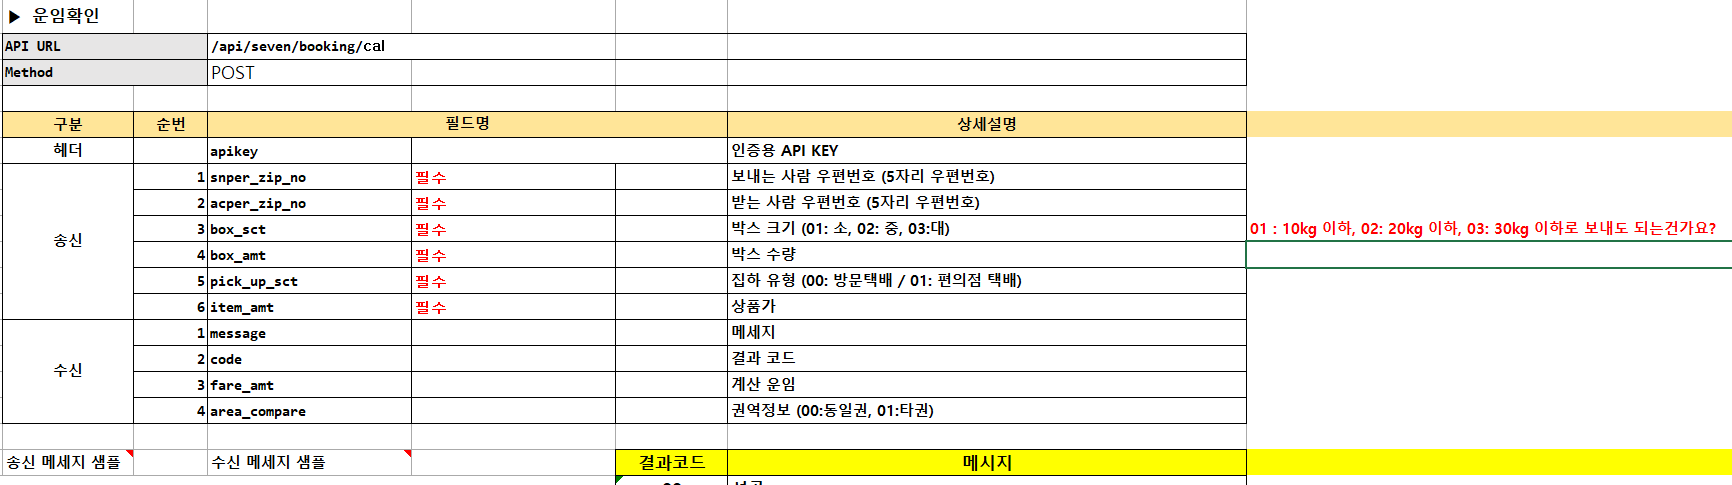 ▶ 운임확인
API URL /api/seven/booking/cal
Method POST
구분 순번 필드명 상세설명
헤더 apikey 인증용 API KEY
송신
1 snper_zip_no 필수 보내는 사람 우편번호 (5자리 우편번호)
2 acper_zip_no 필수 받는 사람 우편번호 (5자리 우편번호)
3 box_sct 필수 박스 크기 (01: 소, 02: 중, 03:대) 01 : 10kg 이하, 02: 20kg 이하, 03: 30kg 이하로 보내도 되는건가요?
4 box_amt 필수 박스 수량
5 pick_up_sct 필수 집하 유형 (00: 방문택배 / 01: 편의점 택배)
6 item_amt 필수 상품가
수신
1 message 메세지
2 code 결과 코드
3 fare_amt 계산 운임
4 area_compare 권역정보 (00:동일권, 01:타권)
송신 메세지 샘플 수신 메세지 샘플 결과코드 메시지